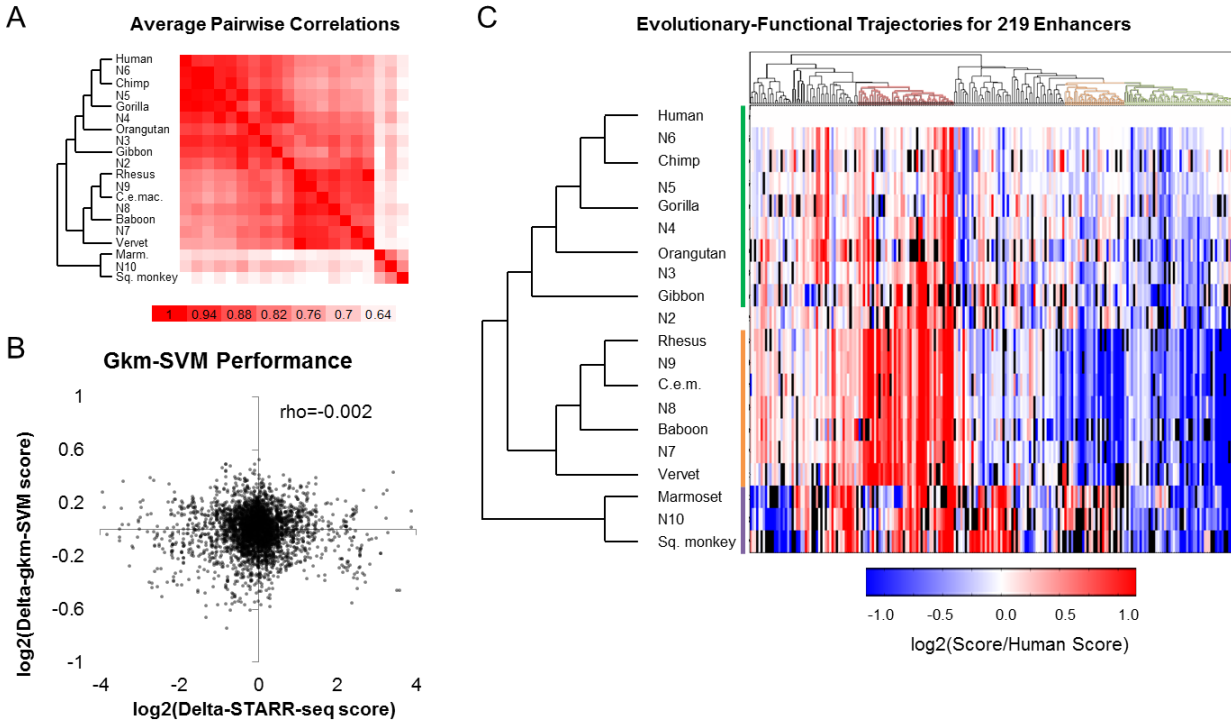 A
Average Pairwise Correlations
Human
N6
Chimp
N5
Gorilla
N4
Orangutan
N3
Gibbon
N2
Rhesus
N9
C.e.mac.
N8
Baboon
N7
Vervet
Marm.
N10
Sq. monkey
1 0.94 0.88 0.82 0.76 0.7 0.64
B
Gkm-SVM Performance
rho=-0.002
log2(Delta-gkm-SVM score)
1
0.6
0.2
-0.2
-0.6
-1
-4 -2 0 2 4
log2(Delta-STARR-seq score)
C
Evolutionary-Functional Trajectories for 219 Enhancers
Human
N6
Chimp
N5
Gorilla
N4
Orangutan
N3
Gibbon
N2
Rhesus
N9
C.e.m.
N8
Baboon
N7
Vervet
Marmoset
N10
Sq. monkey
-1.0 -0.5 0.0 0.5 1.0
log2(Score/Human Score)